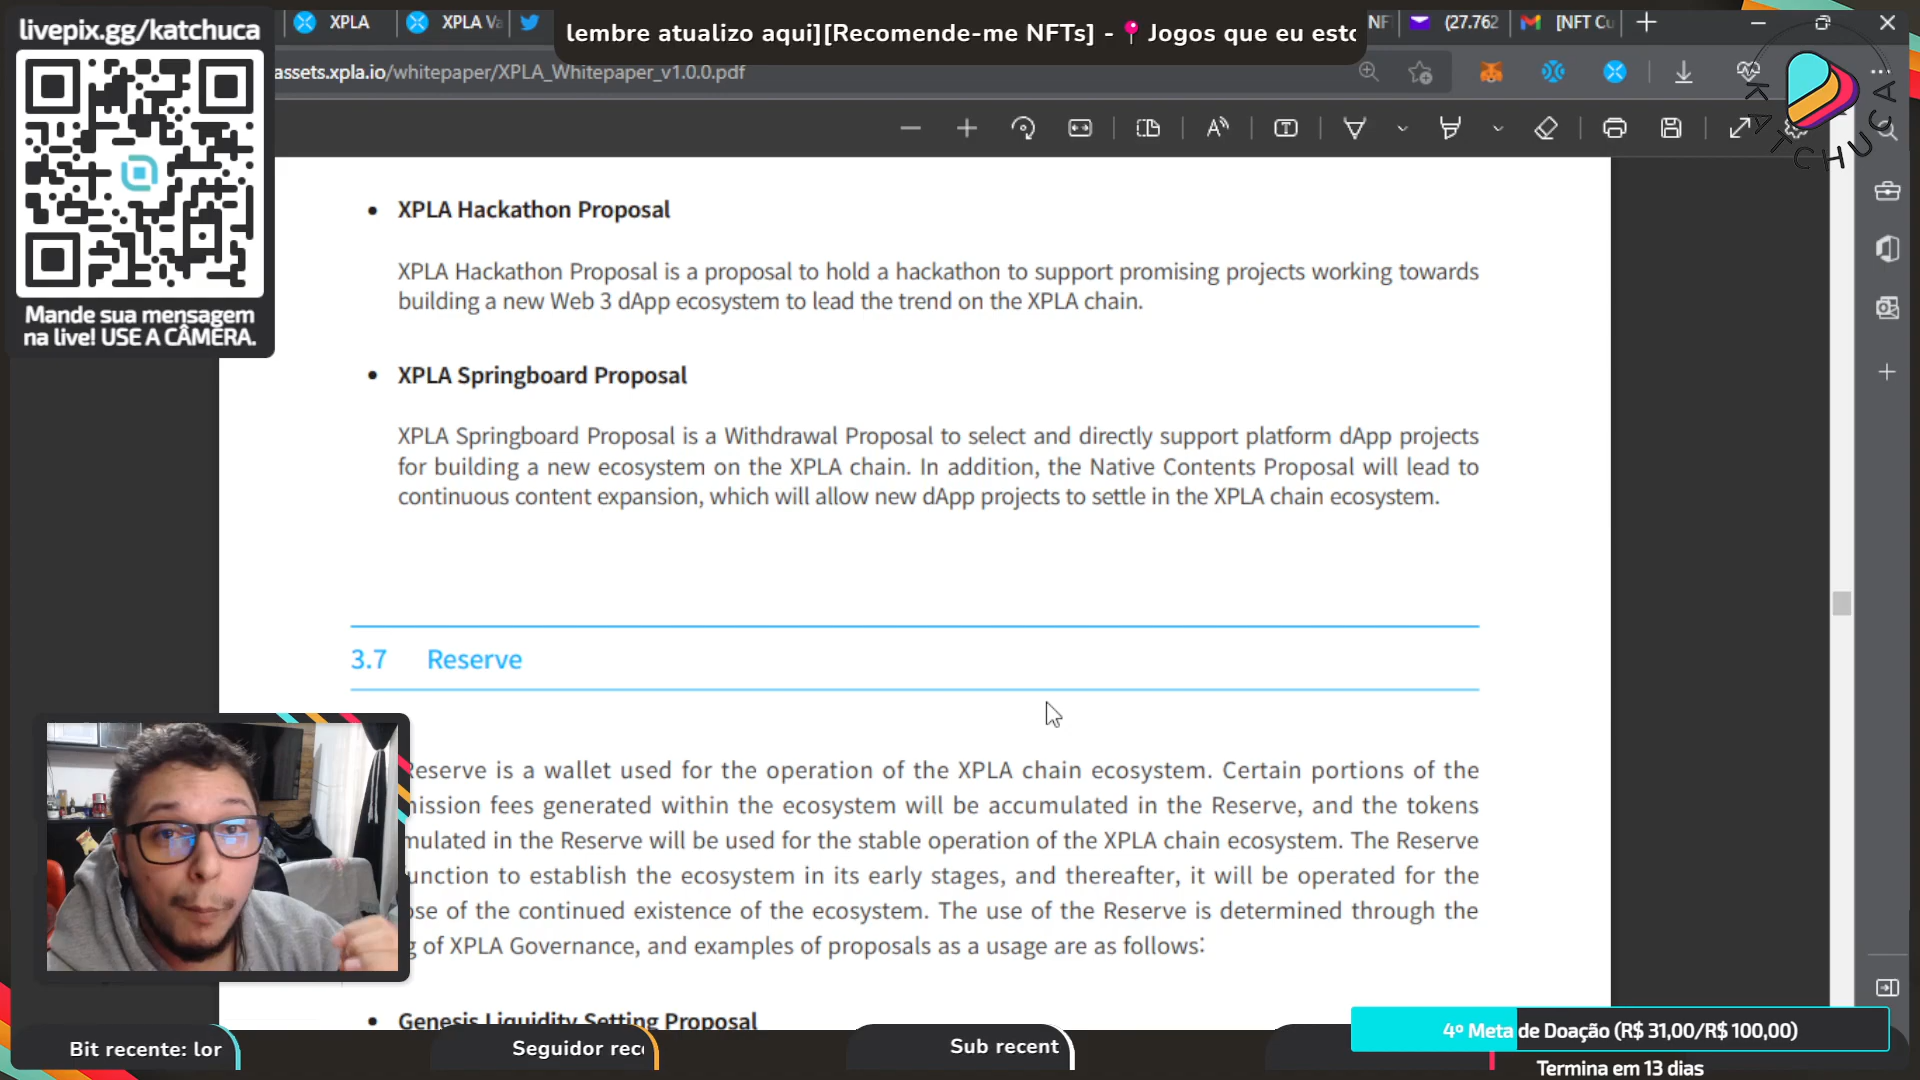 livepix.gg/katchuca
XPLA
XPLA Va
lembre atualizo aqui][Recomende-me NFTs] - 📍Jogos que eu esto
NF
(27.762
[NFT Cu
assets.xpla.io/whitepaper/XPLA_Whitepaper_v1.0.0.pdf
KATCHUCA
Mande sua mensagem
na live! USE A CÂMERA.
• XPLA Hackathon Proposal
XPLA Hackathon Proposal is a proposal to hold a hackathon to support promising projects working towards
building a new Web 3 dApp ecosystem to lead the trend on the XPLA chain.
• XPLA Springboard Proposal
XPLA Springboard Proposal is a Withdrawal Proposal to select and directly support platform dApp projects
for building a new ecosystem on the XPLA chain. In addition, the Native Contents Proposal will lead to
continuous content expansion, which will allow new dApp projects to settle in the XPLA chain ecosystem.
3.7 Reserve
Reserve is a wallet used for the operation of the XPLA chain ecosystem. Certain portions of the
mission fees generated within the ecosystem will be accumulated in the Reserve, and the tokens
mulated in the Reserve will be used for the stable operation of the XPLA chain ecosystem. The Reserve
unction to establish the ecosystem in its early stages, and thereafter, it will be operated for the
ose of the continued existence of the ecosystem. The use of the Reserve is determined through the
g of XPLA Governance, and examples of proposals as a usage are as follows:
• Genesis Liquidity Setting Proposal
Bit recente: lor
Seguidor rec
Sub recent
4º Meta de Doação (R$ 31,00/R$ 100,00)
Termina em 13 dias